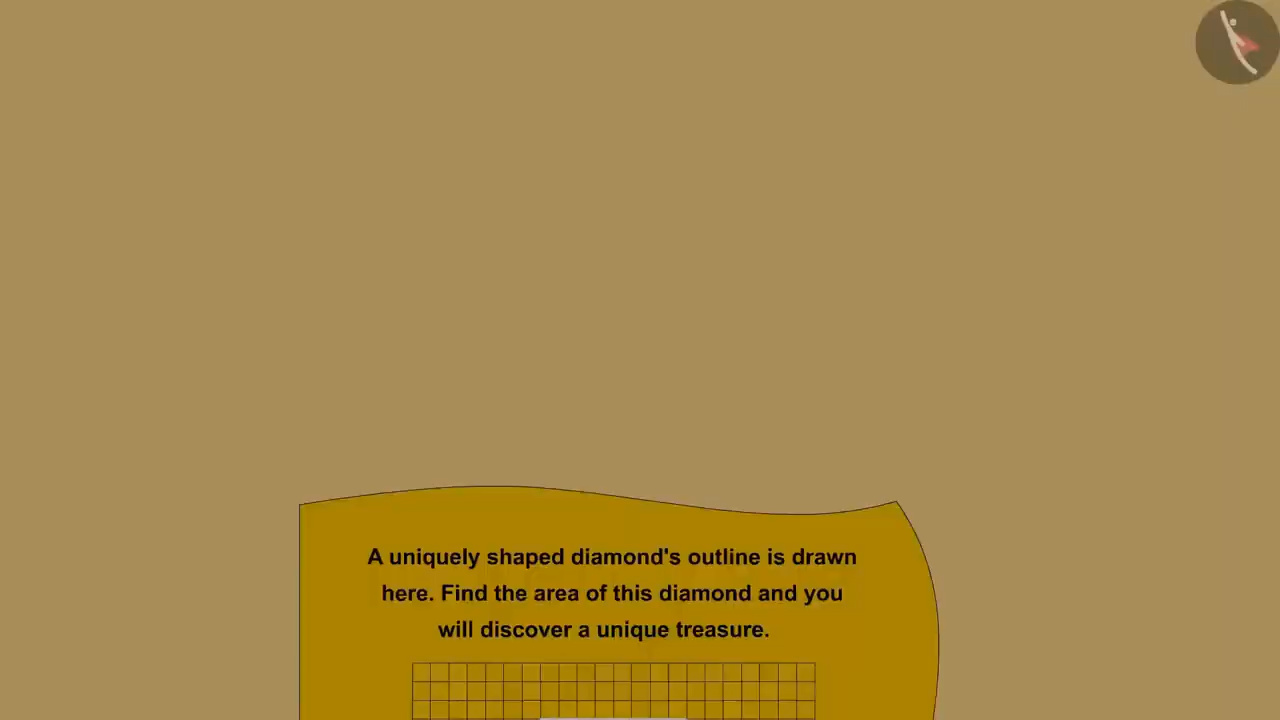 A uniquely shaped diamond's outline is drawn
here. Find the area of this diamond and you
will discover a unique treasure.